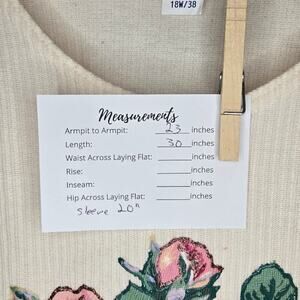 18W/38
Measurements
Armpit to Armpit: 23 inches
Length: 30 inches
Waist Across Laying Flat: inches
Rise: inches
Inseam: inches
Hip Across Laying Flat: inches
sleeve 20"